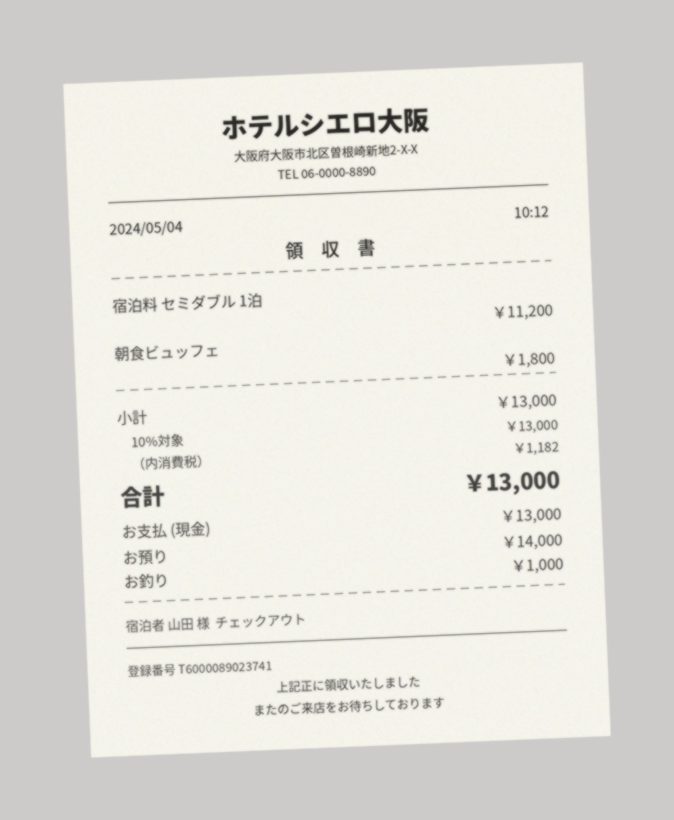 ホテルシエロ大阪
大阪府大阪市北区曽根崎新地2-X-X
TEL 06-0000-8890
2024/05/04 10:12
領 収 書
宿泊料 セミダブル 1泊 ¥11,200
朝食ビュッフェ ¥1,800
小計 ¥13,000
10%対象 ¥13,000
（内消費税） ¥1,182
合計 ¥13,000
お支払 (現金) ¥13,000
お預り ¥14,000
お釣り ¥1,000
宿泊者 山田 様 チェックアウト
登録番号 T6000089023741
上記正に領収いたしました
またのご来店をお待ちしております